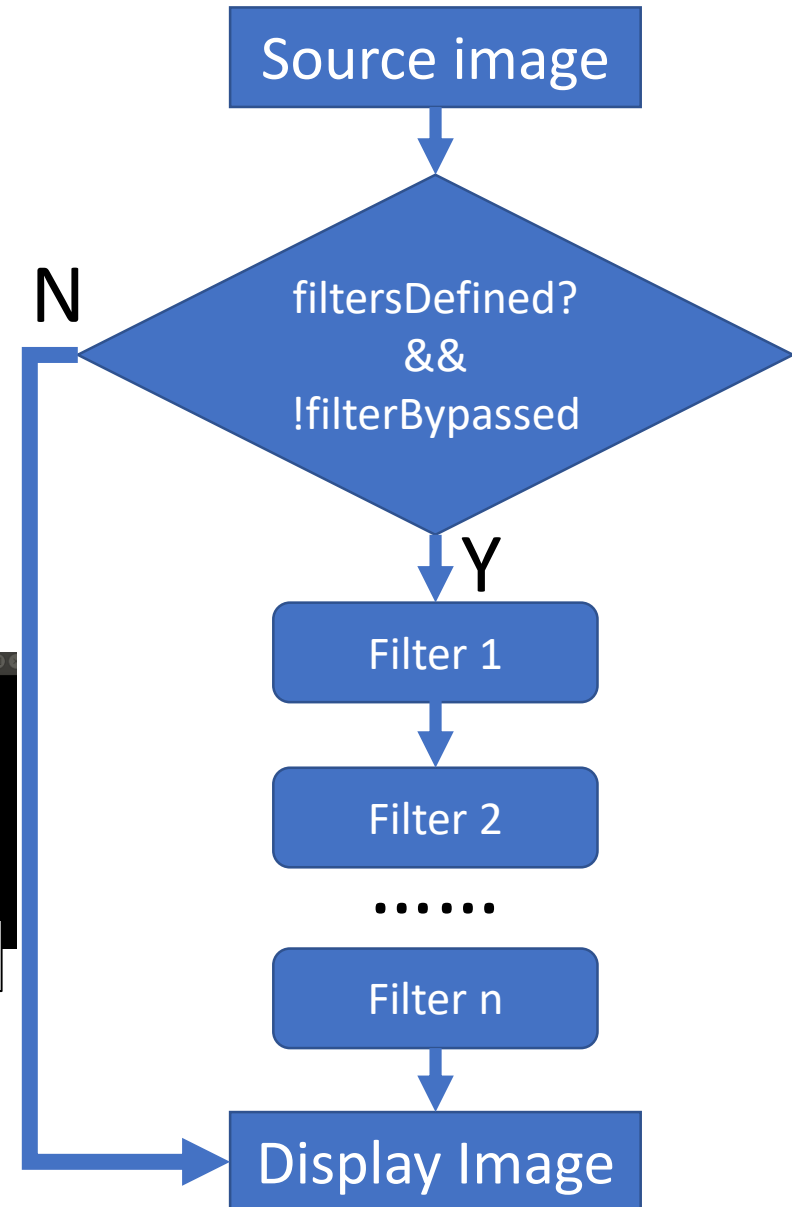 Source image
N
filtersDefined?
&&
!filterBypassed
Y
Filter 1
Filter 2
......
Filter n
Display Image